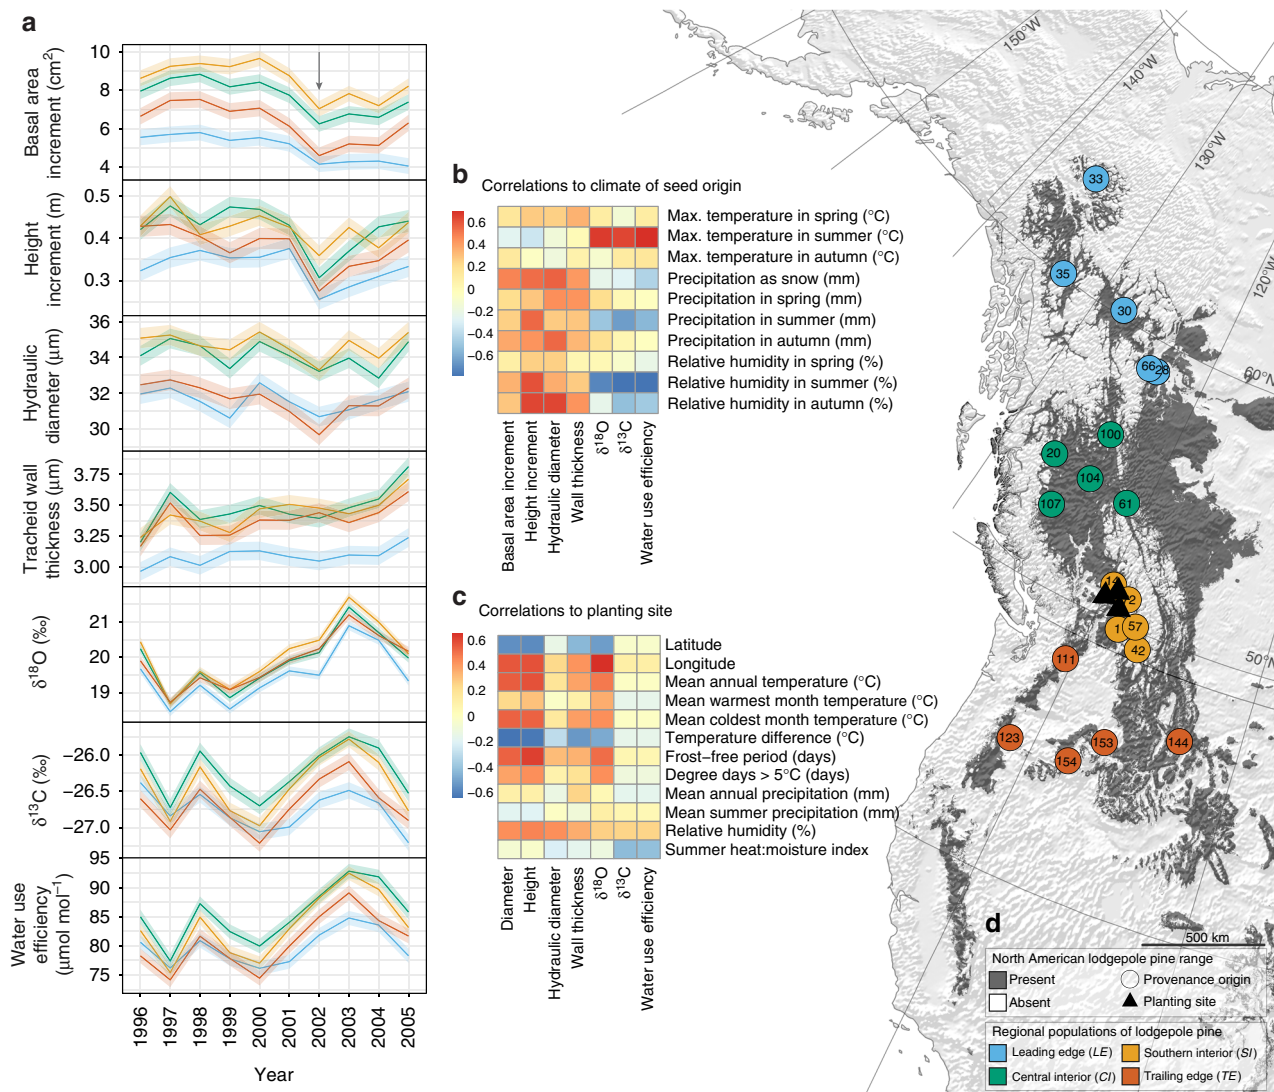 a
Basal area
increment (cm²)
10
8
6
4
Height
increment (m)
0.5
0.4
0.3
Hydraulic
diameter (µm)
36
34
32
30
Tracheid wall
thickness (µm)
3.75
3.50
3.25
3.00
δ¹⁸O (‰)
21
20
19
δ¹³C (‰)
−26.0
−26.5
−27.0
Water use
efficiency
(µmol mol⁻¹)
95
90
85
80
75
1996
1997
1998
1999
2000
2001
2002
2003
2004
2005
Year
b
Correlations to climate of seed origin
0.6
0.4
0.2
0
−0.2
−0.4
−0.6
Max. temperature in spring (°C)
Max. temperature in summer (°C)
Max. temperature in autumn (°C)
Precipitation as snow (mm)
Precipitation in spring (mm)
Precipitation in summer (mm)
Precipitation in autumn (mm)
Relative humidity in spring (%)
Relative humidity in summer (%)
Relative humidity in autumn (%)
Basal area increment
Height increment
Hydraulic diameter
Wall thickness
δ¹⁸O
δ¹³C
Water use efficiency
c
Correlations to planting site
0.6
0.4
0.2
0
−0.2
−0.4
−0.6
Latitude
Longitude
Mean annual temperature (°C)
Mean warmest month temperature (°C)
Mean coldest month temperature (°C)
Temperature difference (°C)
Frost−free period (days)
Degree days > 5°C (days)
Mean annual precipitation (mm)
Mean summer precipitation (mm)
Relative humidity (%)
Summer heat:moisture index
Diameter
Height
Hydraulic diameter
Wall thickness
δ¹⁸O
δ¹³C
Water use efficiency
150°W
140°W
130°W
120°W
60°N
50°N
33
35
30
66
28
100
20
104
107
61
14
2
1
57
42
111
123
153
144
154
d
500 km
North American lodgepole pine range
Present
Provenance origin
Absent
Planting site
Regional populations of lodgepole pine
Leading edge (LE)
Southern interior (SI)
Central interior (CI)
Trailing edge (TE)